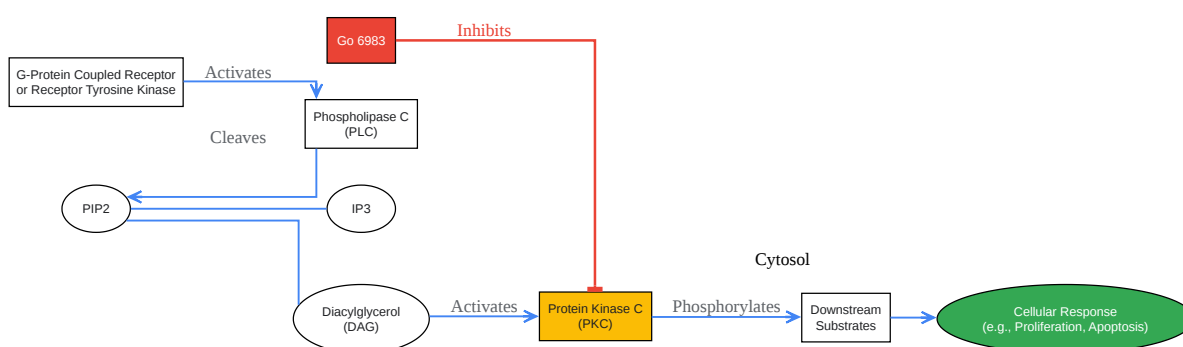 Go 6983
Inhibits
G-Protein Coupled Receptor
or Receptor Tyrosine Kinase
Activates
Phospholipase C
(PLC)
Cleaves
PIP2
IP3
Cytosol
Diacylglycerol
(DAG)
Activates
Protein Kinase C
(PKC)
Phosphorylates
Downstream
Substrates
Cellular Response
(e.g., Proliferation, Apoptosis)